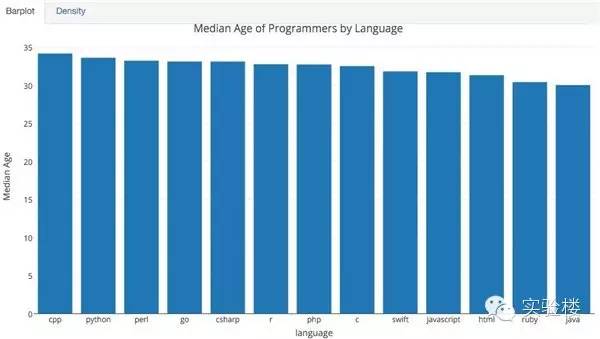 Barplot Density
Median Age of Programmers by Language
35
30
25
20
15
10
5
0
Median Age
cpp python perl go csharp r php c swift javascript html ruby java
language
实验楼